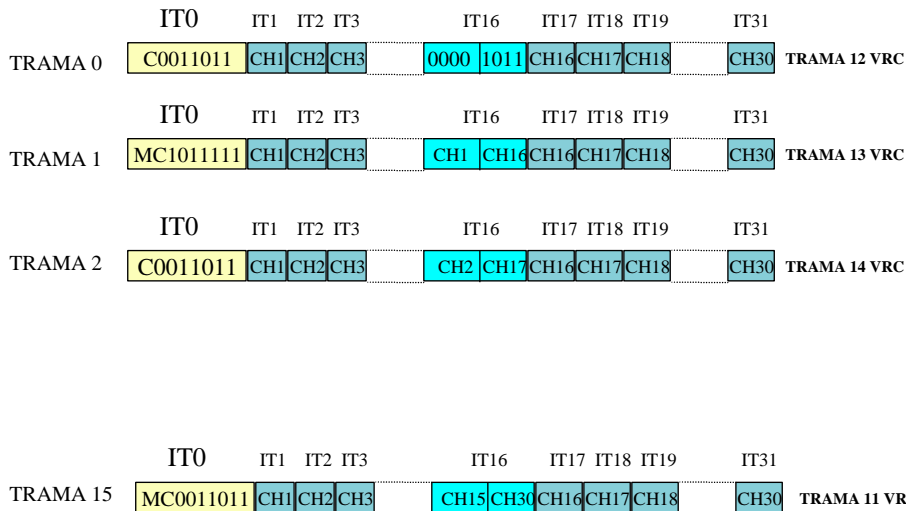 IT0 IT1 IT2 IT3 IT16 IT17 IT18 IT19 IT31
TRAMA 0 C0011011 CH1 CH2 CH3 0000 1011 CH16 CH17 CH18 CH30 TRAMA 12 VRC
IT0 IT1 IT2 IT3 IT16 IT17 IT18 IT19 IT31
TRAMA 1 MC1011111 CH1 CH2 CH3 CH1 CH16 CH16 CH17 CH18 CH30 TRAMA 13 VRC
IT0 IT1 IT2 IT3 IT16 IT17 IT18 IT19 IT31
TRAMA 2 C0011011 CH1 CH2 CH3 CH2 CH17 CH16 CH17 CH18 CH30 TRAMA 14 VRC
IT0 IT1 IT2 IT3 IT16 IT17 IT18 IT19 IT31
TRAMA 15 MC0011011 CH1 CH2 CH3 CH15 CH30 CH16 CH17 CH18 CH30 TRAMA 11 VR